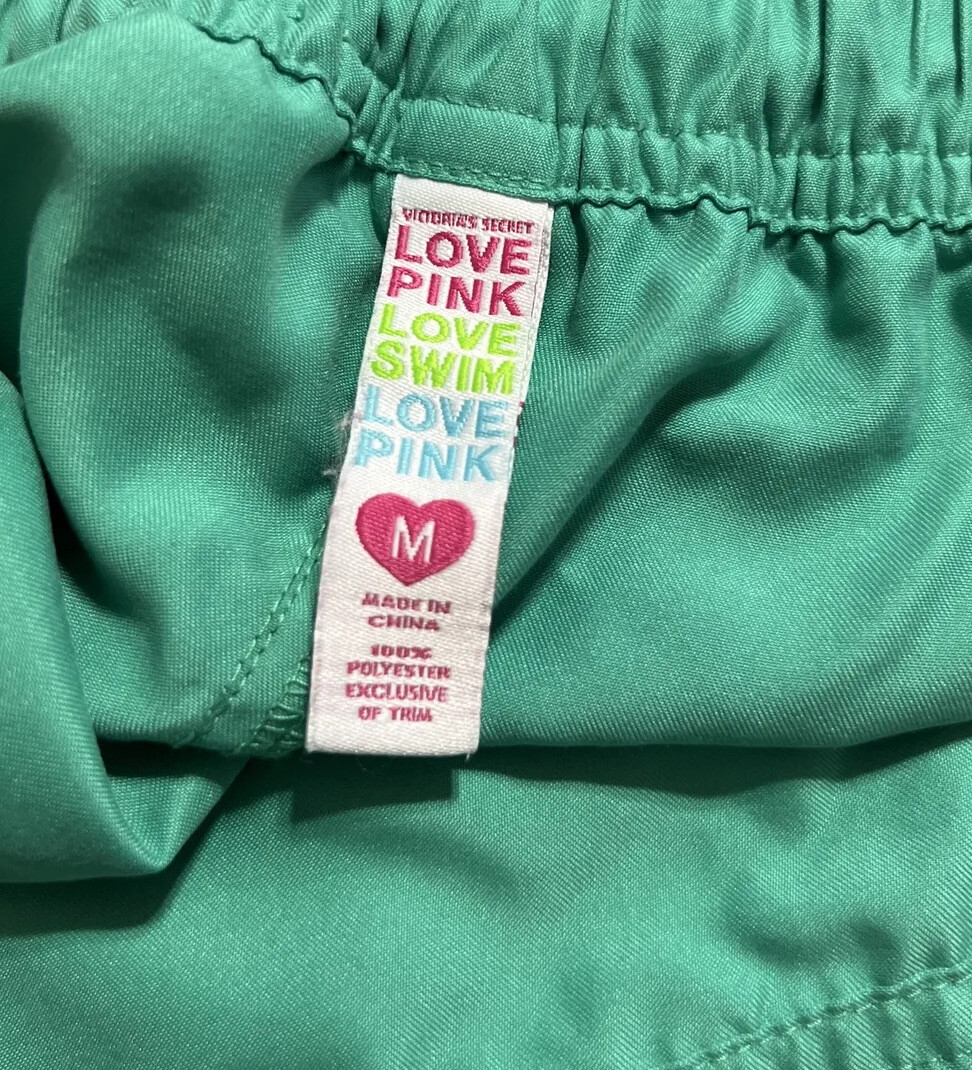 VICTORIA'S SECRET
LOVE
PINK
LOVE
SWIM
LOVE
PINK
M
MADE IN
CHINA
100%
POLYESTER
EXCLUSIVE
OF TRIM